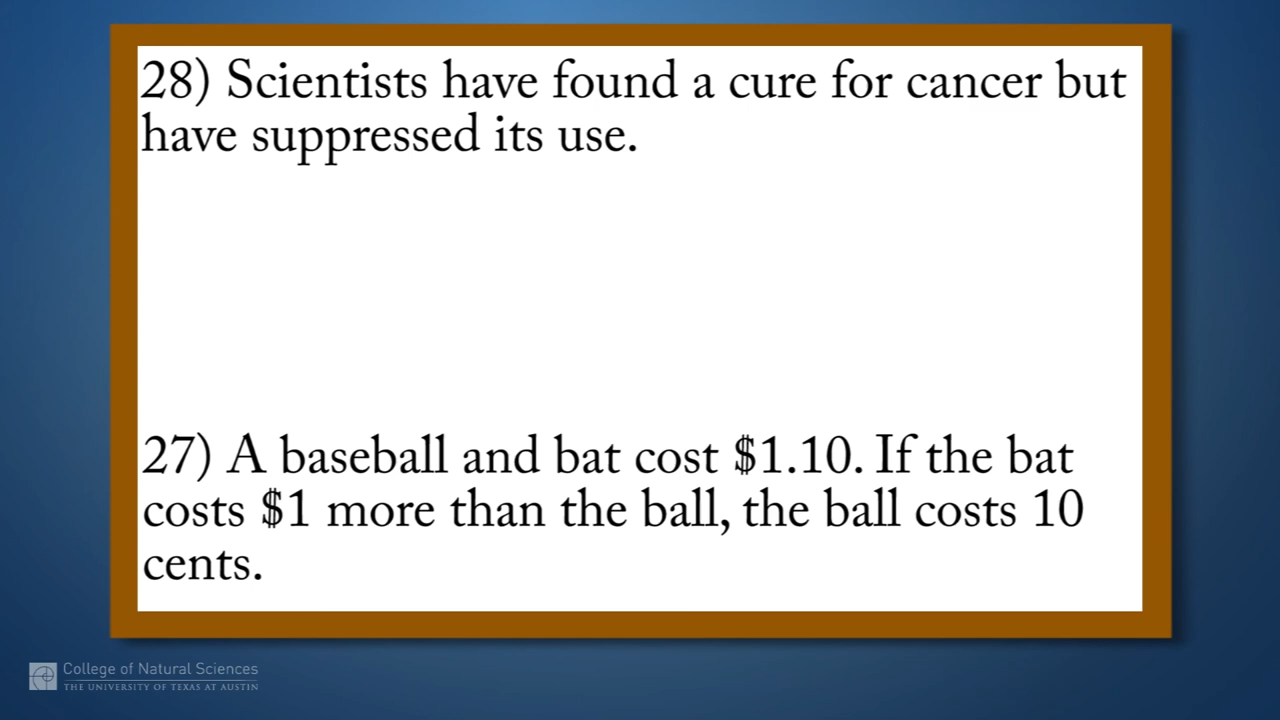 28) Scientists have found a cure for cancer but
have suppressed its use.
27) A baseball and bat cost $1.10. If the bat
costs $1 more than the ball, the ball costs 10
cents.
College of Natural Sciences
THE UNIVERSITY OF TEXAS AT AUSTIN